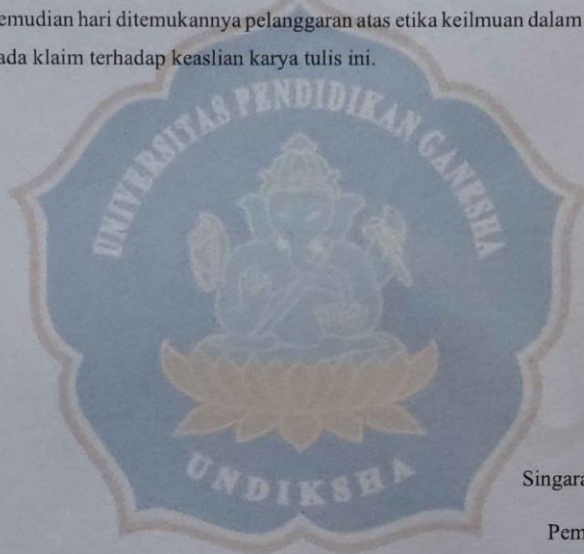 emudian hari ditemukannya pelanggaran atas etika keilmuan dalam
ada klaim terhadap keaslian karya tulis ini.
UNIVERSITAS PENDIDIKAN GANESHA
UNDIKSHA
Singara
Pem